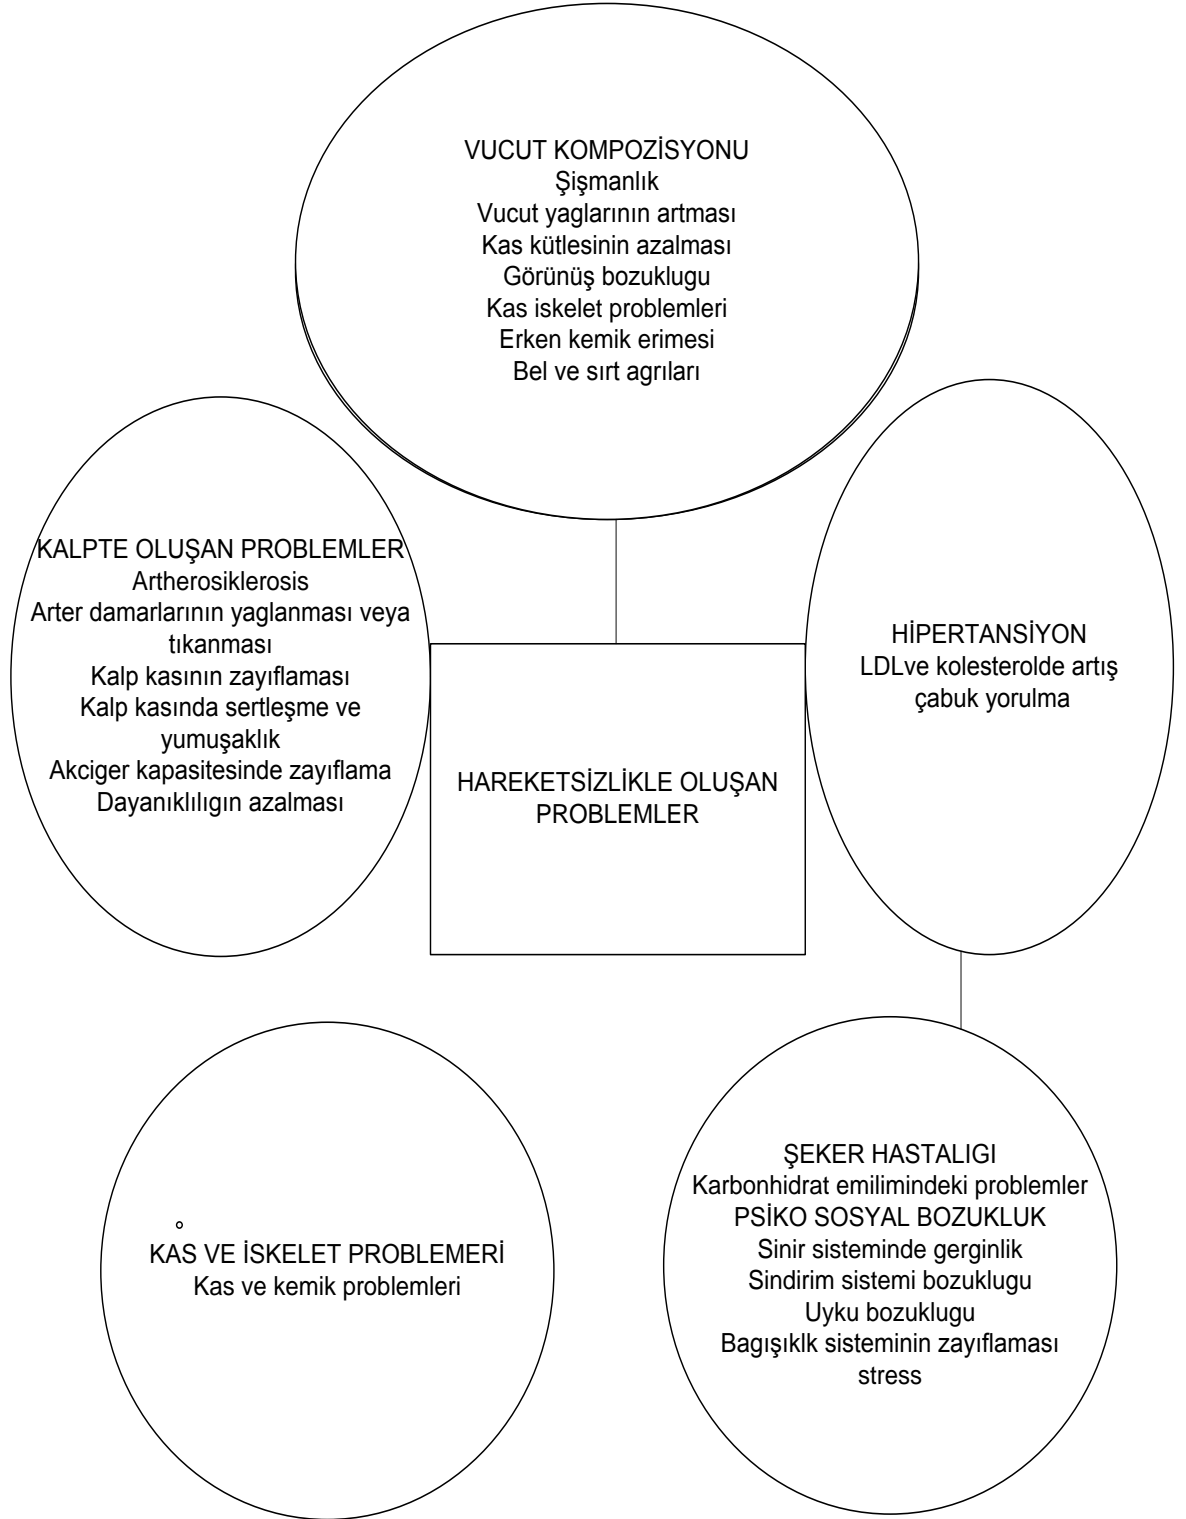 VUCUT KOMPOZİSYONU
Şişmanlık
Vucut yaglarının artması
Kas kütlesinin azalması
Görünüş bozuklugu
Kas iskelet problemleri
Erken kemik erimesi
Bel ve sırt agrıları
KALPTE OLUŞAN PROBLEMLER
Artherosiklerosis
Arter damarlarının yaglanması veya
tıkanması
Kalp kasının zayıflaması
Kalp kasında sertleşme ve
yumuşaklık
Akciger kapasitesinde zayıflama
Dayanıklılıgın azalması
HAREKETSİZLİKLE OLUŞAN
PROBLEMLER
HİPERTANSİYON
LDLve kolesterolde artış
çabuk yorulma
KAS VE İSKELET PROBLEMERİ
Kas ve kemik problemleri
ŞEKER HASTALIGI
Karbonhidrat emilimindeki problemler
PSİKO SOSYAL BOZUKLUK
Sinir sisteminde gerginlik
Sindirim sistemi bozuklugu
Uyku bozuklugu
Bagışıklk sisteminin zayıflaması
stress